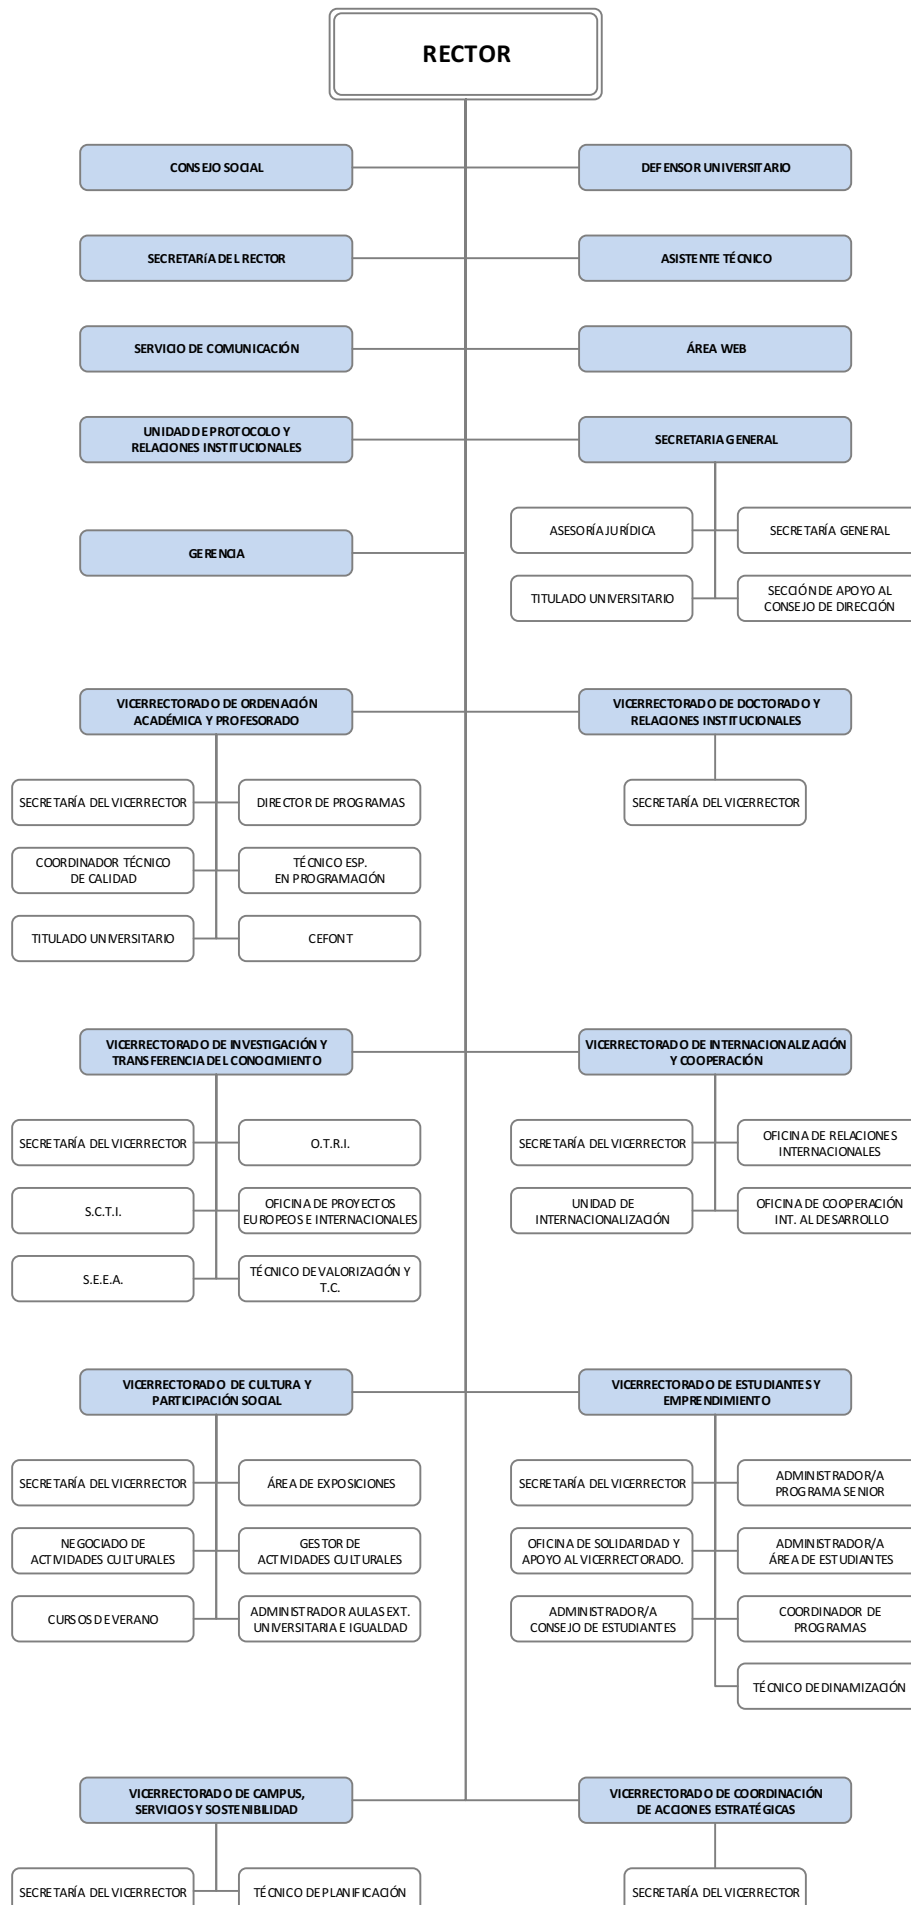 RECTOR
CONSEJO SOCIAL
DEFENSOR UNIVERSITARIO
SECRETARÍA DEL RECTOR
ASISTENTE TÉCNICO
SERVICIO DE COMUNICACIÓN
ÁREA WEB
UNIDAD DE PROTOCOLO Y
RELACIONES INSTITUCIONALES
SECRETARIA GENERAL
ASESORÍA JURÍDICA
SECRETARÍA GENERAL
GERENCIA
TITULADO UNIVERSITARIO
SECCIÓN DE APOYO AL
CONSEJO DE DIRECCIÓN
VICERRECTORADO DE ORDENACIÓN
ACADÉMICA Y PROFESORADO
VICERRECTORADO DE DOCTORADO Y
RELACIONES INSTITUCIONALES
SECRETARÍA DEL VICERRECTOR
DIRECTOR DE PROGRAMAS
SECRETARÍA DEL VICERRECTOR
COORDINADOR TÉCNICO
DE CALIDAD
TÉCNICO ESP.
EN PROGRAMACIÓN
TITULADO UNIVERSITARIO
CEFONT
VICERRECTORADO DE INVESTIGACIÓN Y
TRANSFERENCIA DEL CONOCIMIENTO
VICERRECTORADO DE INTERNACIONALIZACIÓN
Y COOPERACIÓN
SECRETARÍA DEL VICERRECTOR
O.T.R.I.
SECRETARÍA DEL VICERRECTOR
OFICINA DE RELACIONES
INTERNACIONALES
S.C.T.I.
OFICINA DE PROYECTOS
EUROPEOS E INTERNACIONALES
UNIDAD DE
INTERNACIONALIZACIÓN
OFICINA DE COOPERACIÓN
INT. AL DESARROLLO
S.E.E.A.
TÉCNICO DE VALORIZACIÓN Y
T.C.
VICERRECTORADO DE CULTURA Y
PARTICIPACIÓN SOCIAL
VICERRECTORADO DE ESTUDIANTES Y
EMPRENDIMIENTO
SECRETARÍA DEL VICERRECTOR
ÁREA DE EXPOSICIONES
SECRETARÍA DEL VICERRECTOR
ADMINISTRADOR/A
PROGRAMA SENIOR
NEGOCIADO DE
ACTIVIDADES CULTURALES
GESTOR DE
ACTIVIDADES CULTURALES
OFICINA DE SOLIDARIDAD Y
APOYO AL VICERRECTORADO.
ADMINISTRADOR/A
ÁREA DE ESTUDIANTES
CURSOS DE VERANO
ADMINISTRADOR AULAS EXT.
UNIVERSITARIA E IGUALDAD
ADMINISTRADOR/A
CONSEJO DE ESTUDIANTES
COORDINADOR DE
PROGRAMAS
TÉCNICO DE DINAMIZACIÓN
VICERRECTORADO DE CAMPUS,
SERVICIOS Y SOSTENIBILIDAD
VICERRECTORADO DE COORDINACIÓN
DE ACCIONES ESTRATÉGICAS
SECRETARÍA DEL VICERRECTOR
TÉCNICO DE PLANIFICACIÓN
SECRETARÍA DEL VICERRECTOR